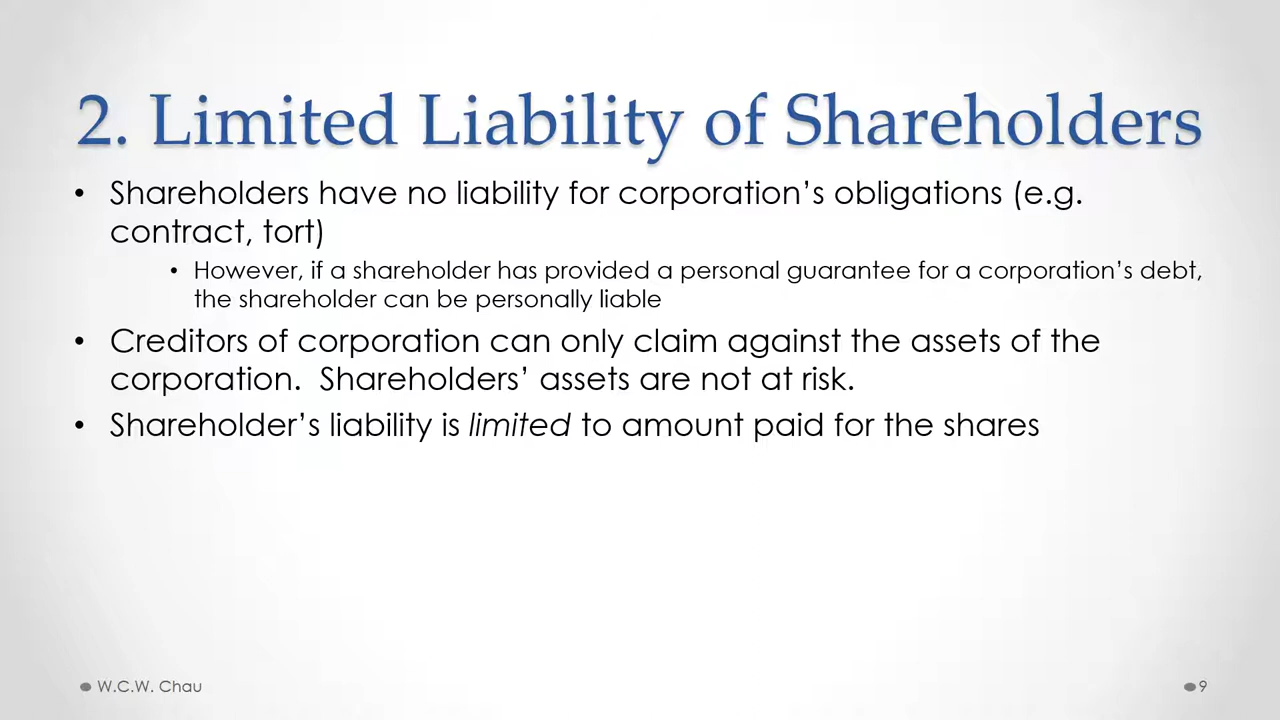 2. Limited Liability of Shareholders
• Shareholders have no liability for corporation’s obligations (e.g.
contract, tort)
• However, if a shareholder has provided a personal guarantee for a corporation’s debt,
the shareholder can be personally liable
• Creditors of corporation can only claim against the assets of the
corporation.  Shareholders’ assets are not at risk.
• Shareholder’s liability is limited to amount paid for the shares
W.C.W. Chau
9